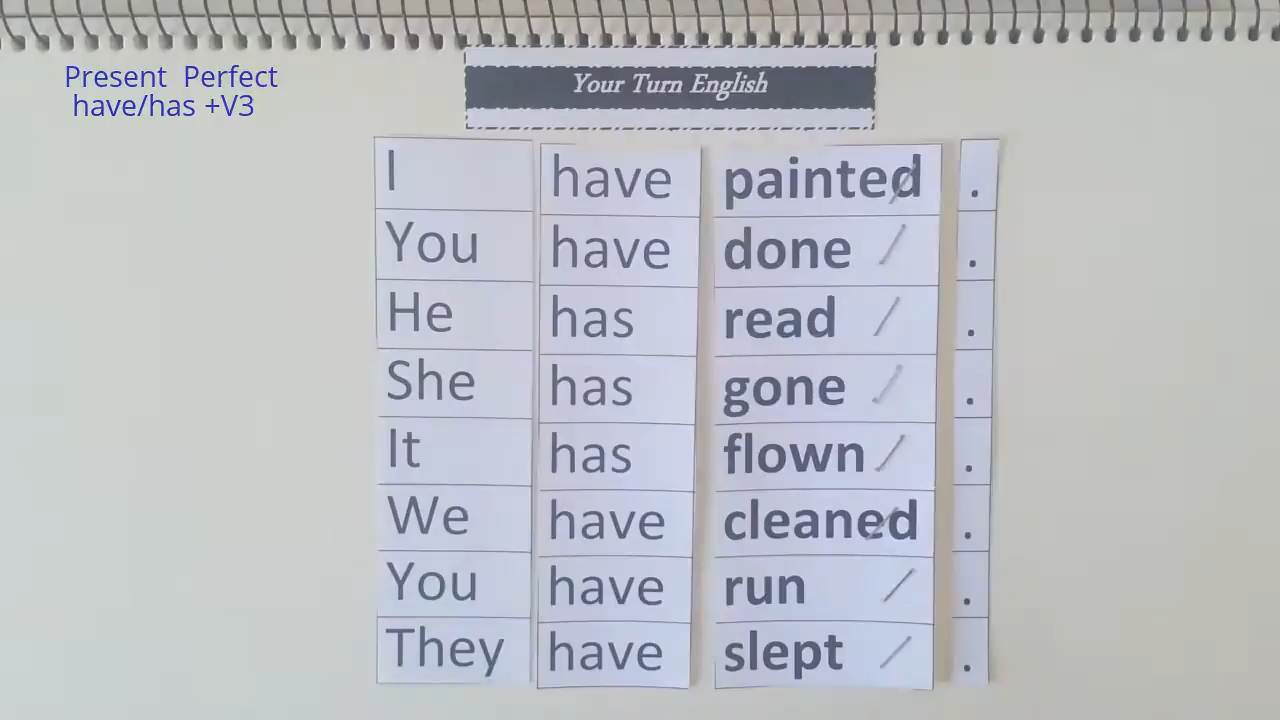 Present Perfect
have/has +V3
Your Turn English
I have painted .
You have done / .
He has read / .
She has gone / .
It has flown / .
We have cleaned .
You have run / .
They have slept / .